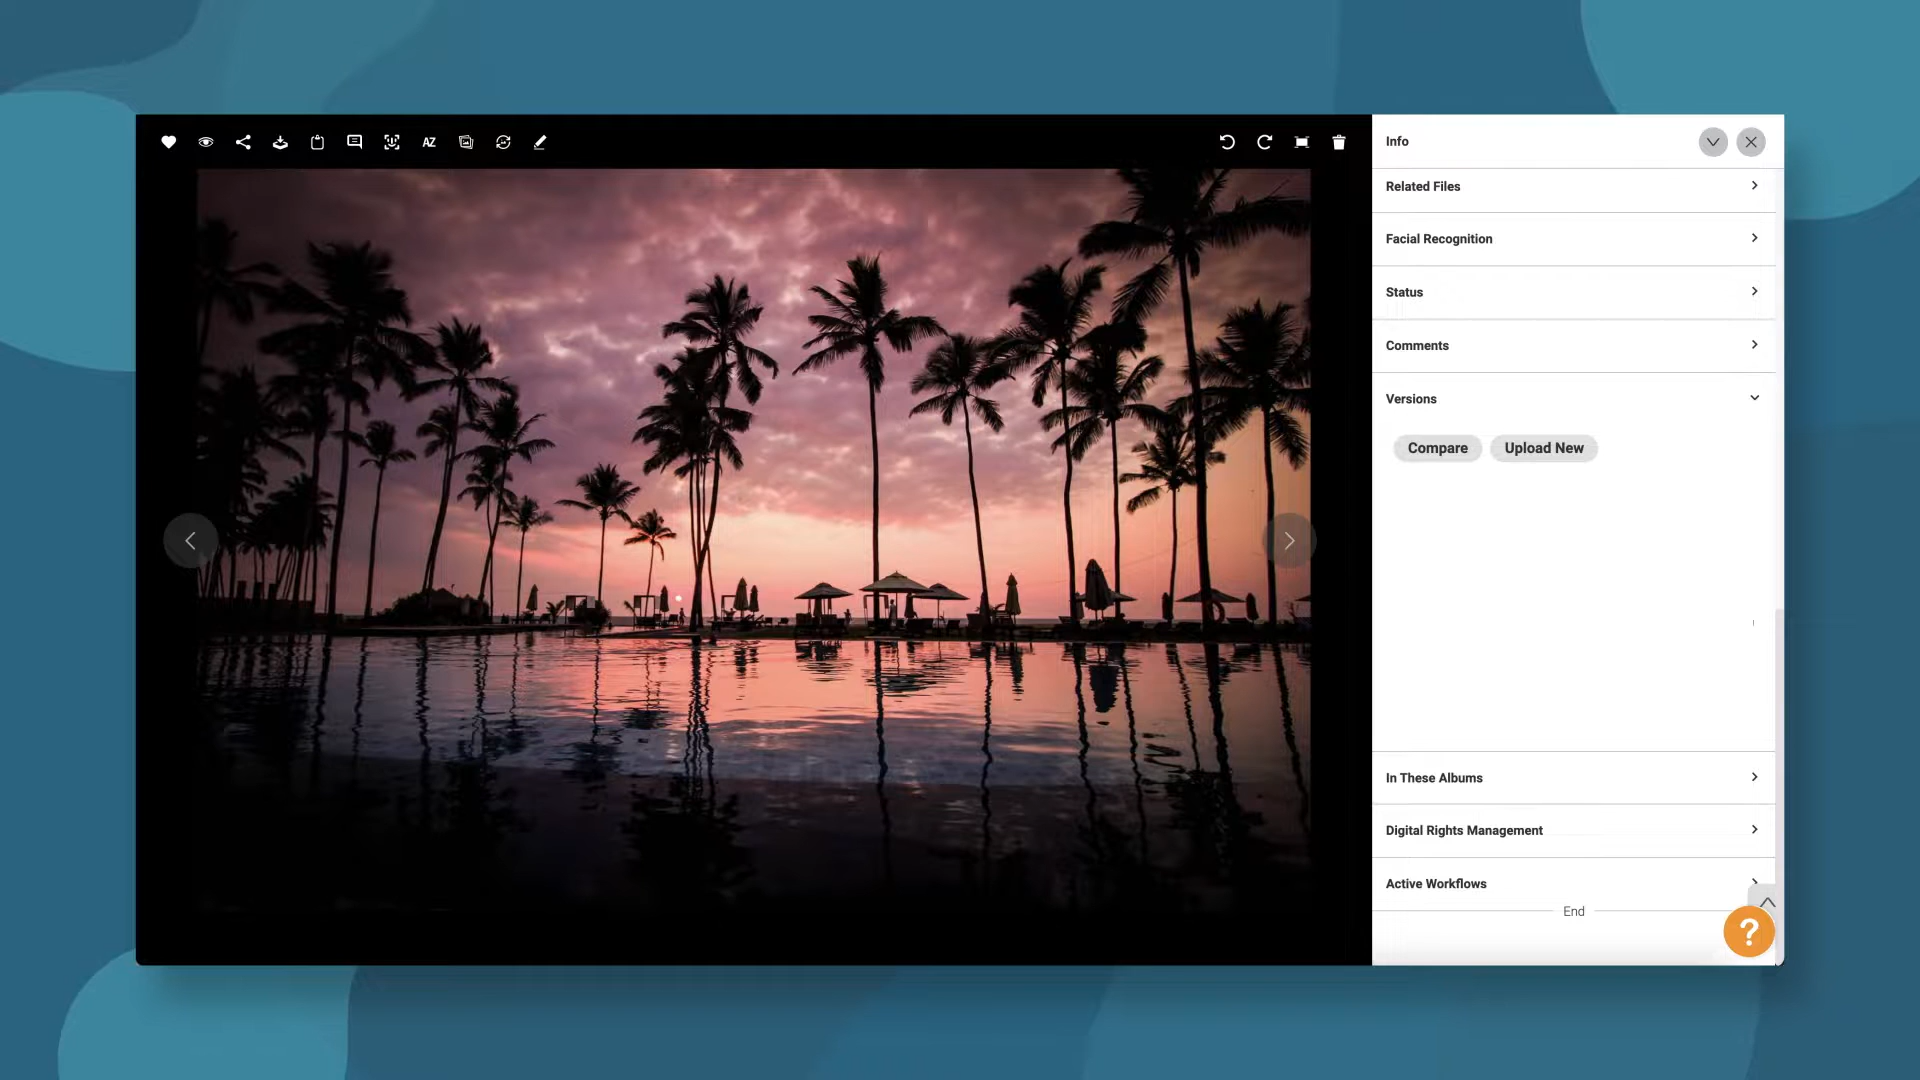 AZ
Info
Related Files
Facial Recognition
Status
Comments
Versions
Compare Upload New
In These Albums
Digital Rights Management
Active Workflows
End
?